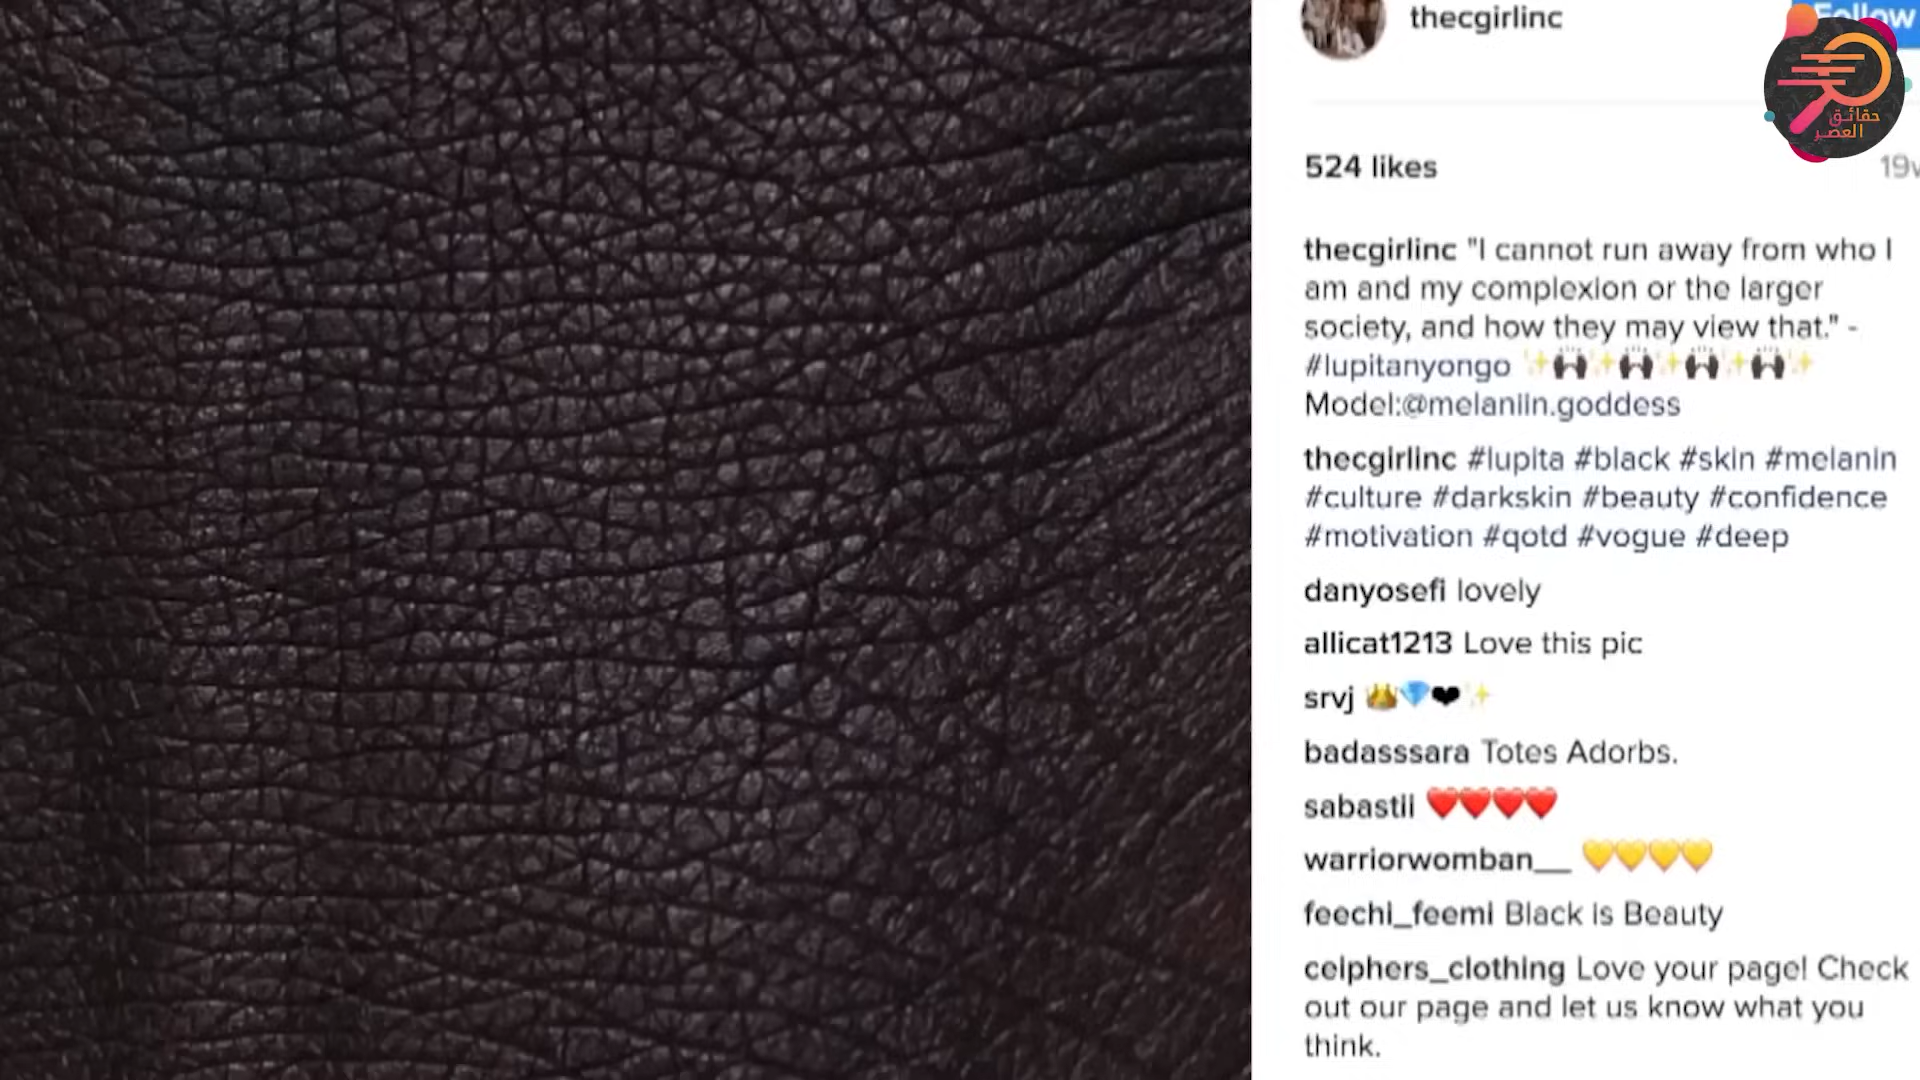 thecgirlinc
Follow
حقائق
العصر
524 likes
19w
thecgirlinc "I cannot run away from who I
am and my complexion or the larger
society, and how they may view that." -
#lupitanyongo ✨🙌🏿✨🙌🏿✨🙌🏿✨🙌🏿✨
Model:@melaniin.goddess
thecgirlinc #lupita #black #skin #melanin
#culture #darkskin #beauty #confidence
#motivation #qotd #vogue #deep
danyosefi lovely
allicat1213 Love this pic
srvj 👑💎❤✨
badasssara Totes Adorbs.
sabastii ❤️❤️❤️❤️
warriorwomban__ 💛💛💛💛
feechi_feemi Black is Beauty
ceiphers_clothing Love your page! Check
out our page and let us know what you
think.